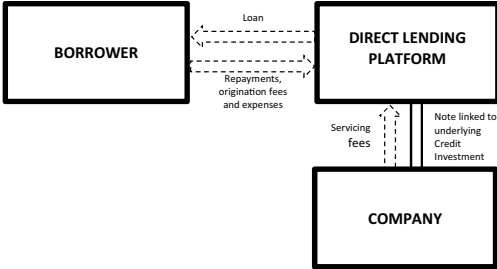 Loan
BORROWER
DIRECT LENDING
PLATFORM
Repayments,
origination fees
and expenses
Servicing
fees
Note linked to
underlying
Credit
Investment
COMPANY